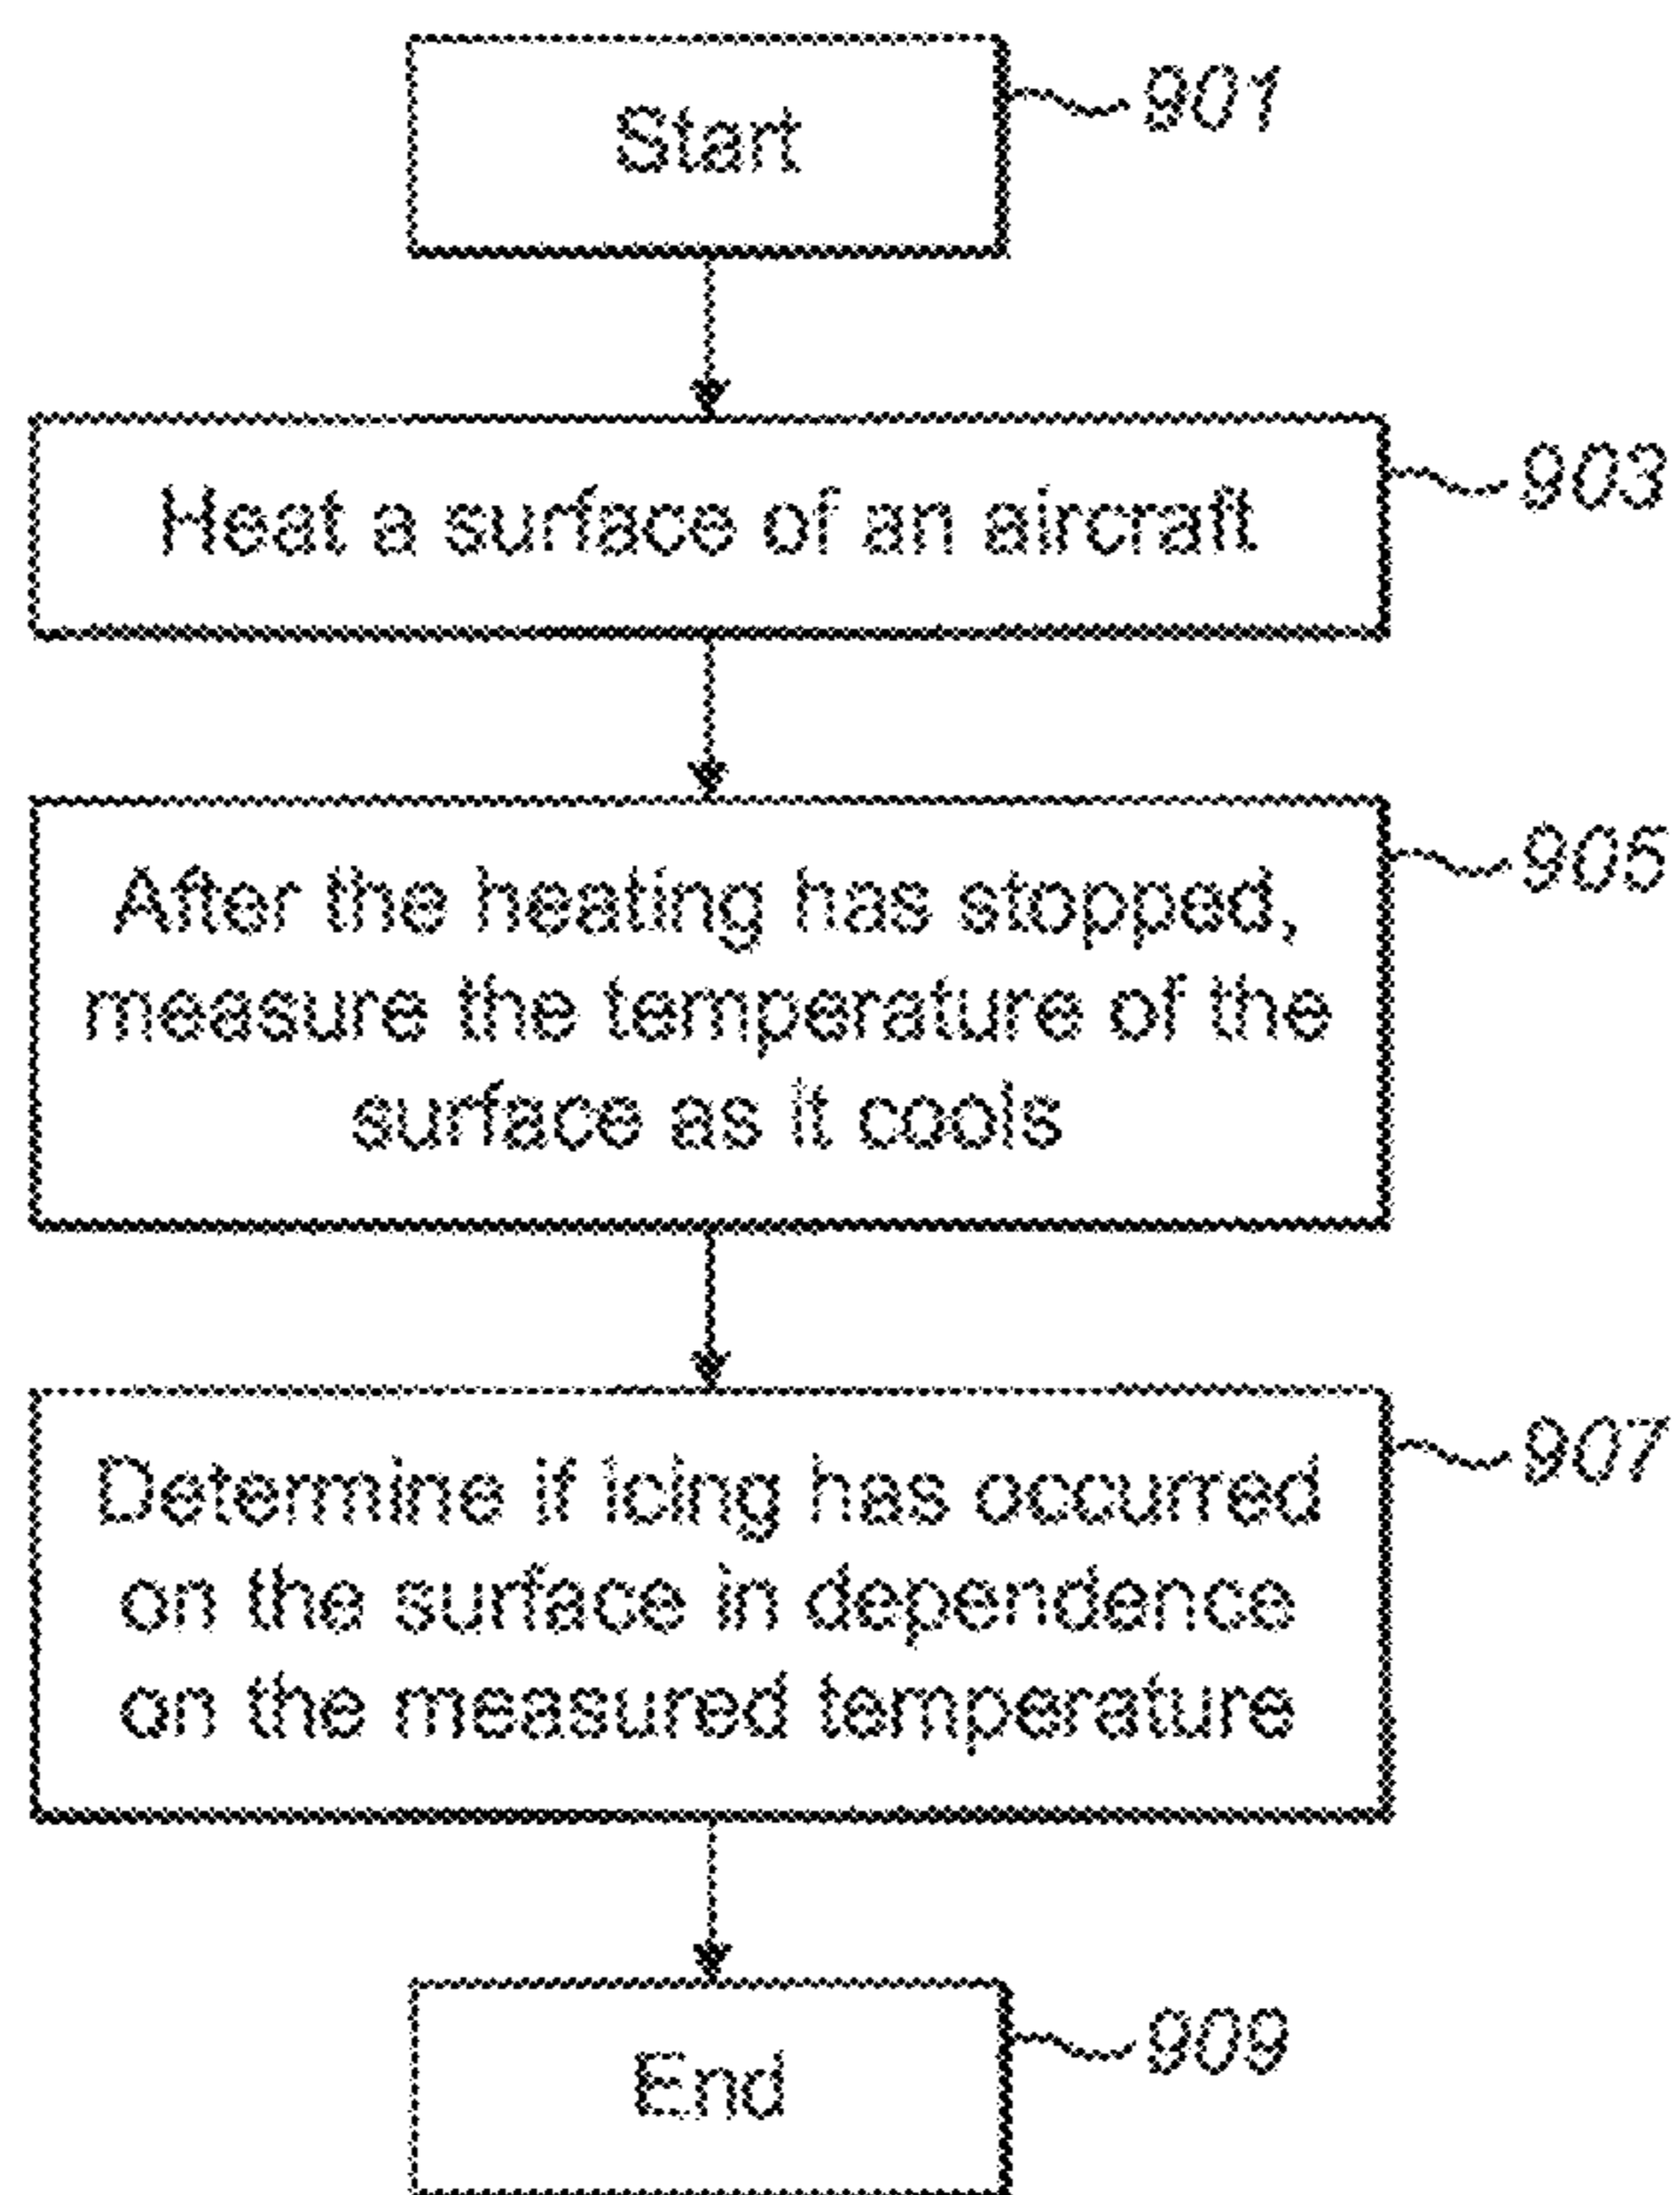 Start
901
Heat a surface of an aircraft
903
After the heating has stopped,
measure the temperature of the
surface as it cools
905
Determine if icing has occurred
on the surface in dependence
on the measured temperature
907
End
909